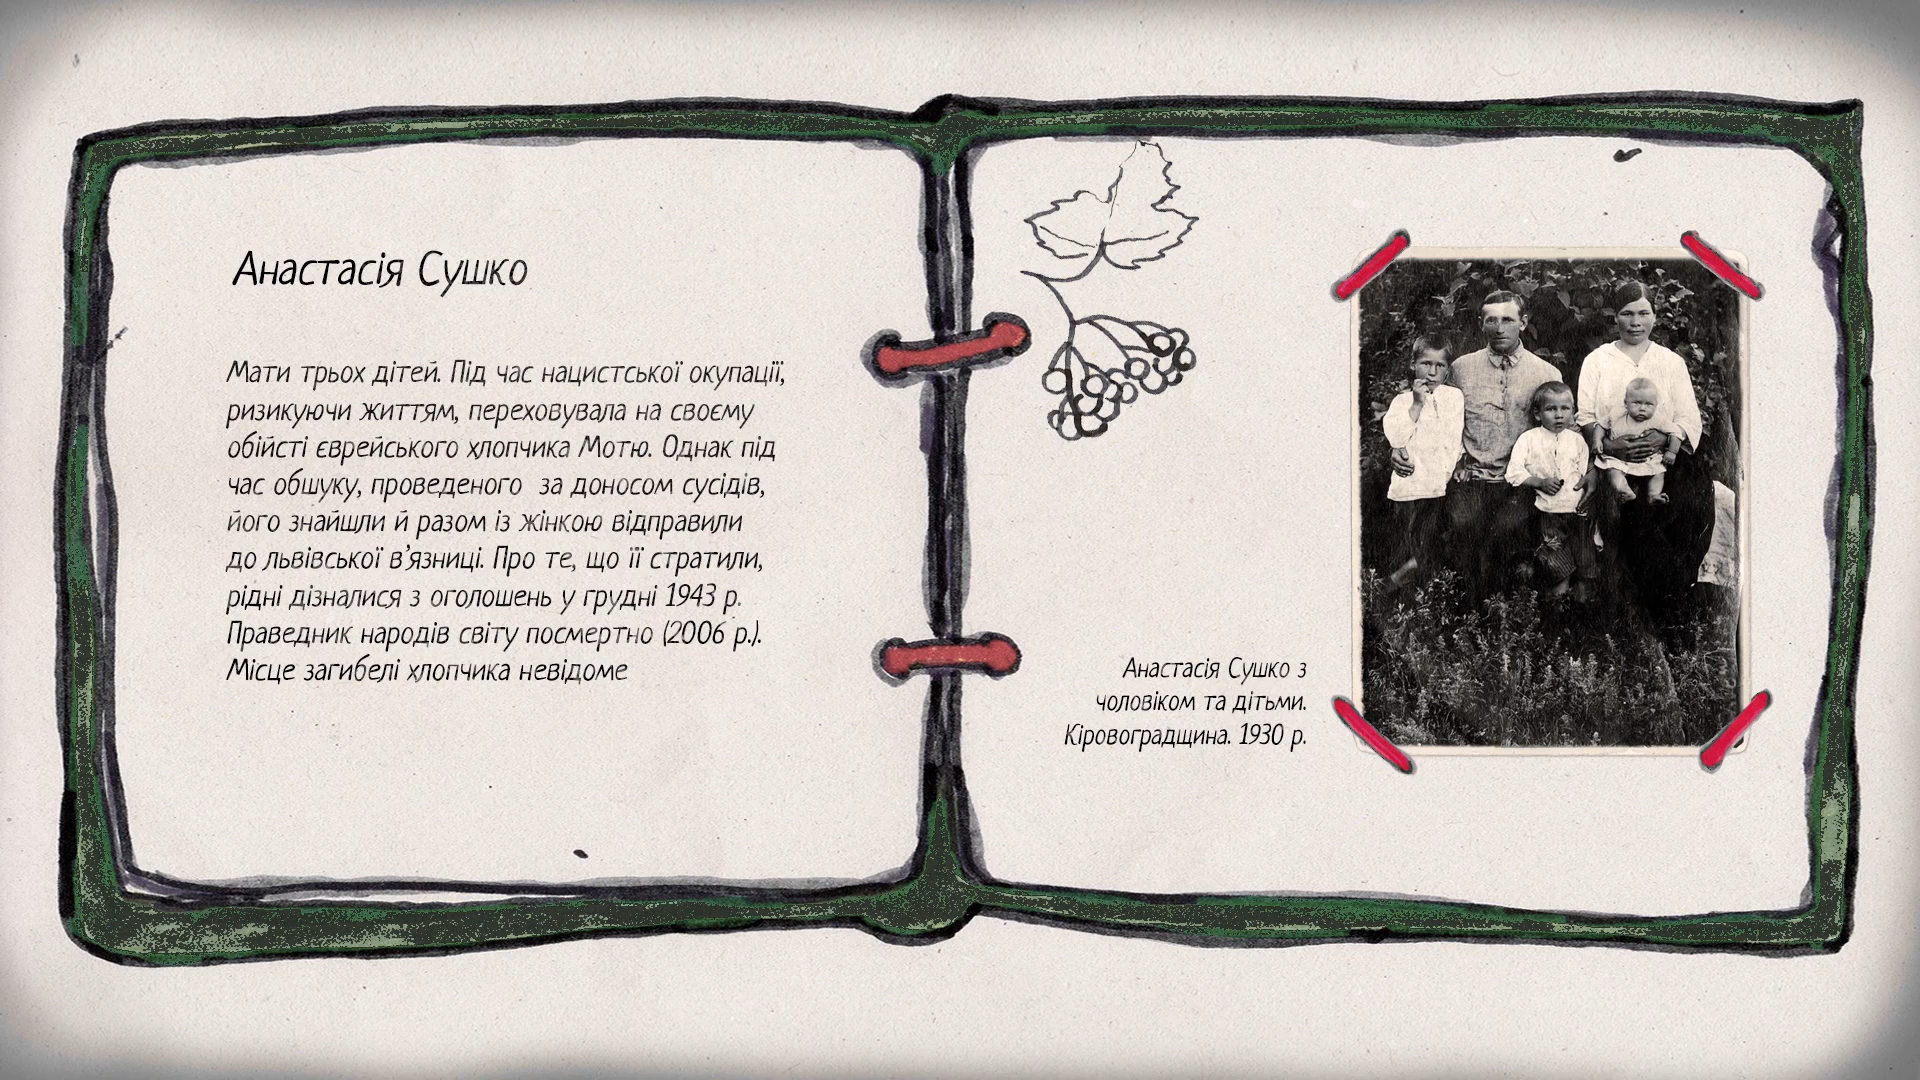 Анастасія Сушко
Мати трьох дітей. Під час нацистської окупації,
ризикуючи життям, переховувала на своєму
обійсті єврейського хлопчика Мотю. Однак під
час обшуку, проведеного за доносом сусідів,
його знайшли й разом із жінкою відправили
до львівської в’язниці. Про те, що її стратили,
рідні дізналися з оголошень у грудні 1943 р.
Праведник народів світу посмертно (2006 р.).
Місце загибелі хлопчика невідоме
Анастасія Сушко з
чоловіком та дітьми.
Кіровоградщина. 1930 р.